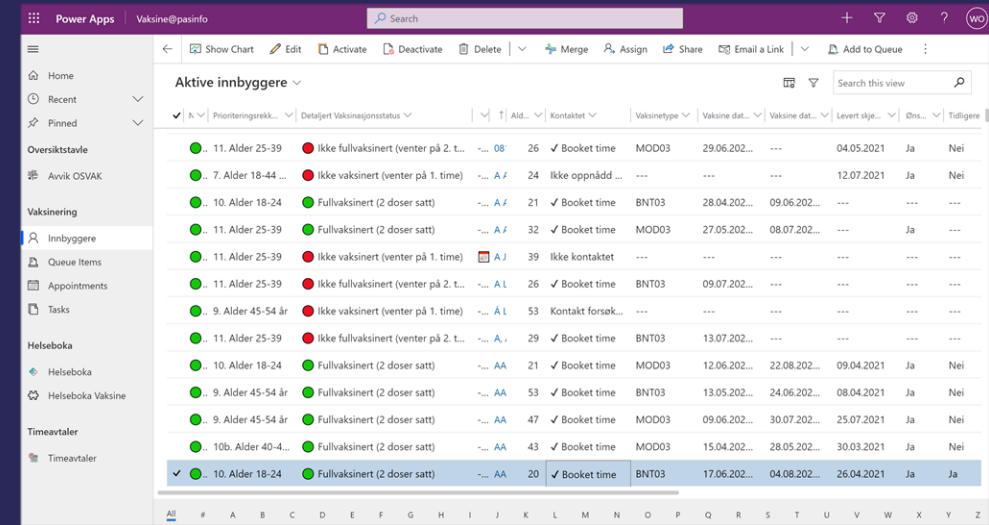 Power Apps Vaksine@pasinfo Search WO
Show Chart Edit Activate Deactivate Delete Merge Assign Share Email a Link Add to Queue
Home
Recent
Pinned
Oversiktstavle
Avvik OSVAK
Vaksinering
Innbyggere
Queue Items
Appointments
Tasks
Helseboka
Helseboka
Helseboka Vaksine
Timeavtaler
Timeavtaler
Aktive innbyggere Search this view
N Prioriteringsrekk... Detaljert Vaksinasjonsstatus Ald... Kontaktet Vaksinetype Vaksine dat... Vaksine dat... Levert skje... Øns... Tidligere
.. 11. Alder 25-39 Ikke fullvaksinert (venter på 2. t... -... 08 26 ✓ Booket time MOD03 29.06.202... --- 04.05.2021 Ja Nei
.. 7. Alder 18-44 ... Ikke vaksinert (venter på 1. time) -... A 24 Ikke oppnådd ... --- --- --- 12.07.2021 Ja Nei
.. 10. Alder 18-24 Fullvaksinert (2 doser satt) -... A 21 ✓ Booket time BNT03 28.04.202... 09.06.202... --- --- ---
.. 11. Alder 25-39 Fullvaksinert (2 doser satt) -... A 32 ✓ Booket time MOD03 27.05.202... 08.07.202... --- Ja ---
.. 11. Alder 25-39 Ikke vaksinert (venter på 1. time) A J 39 Ikke kontaktet --- --- --- --- --- ---
.. 11. Alder 25-39 Ikke fullvaksinert (venter på 2. t... -... A L 26 ✓ Booket time BNT03 09.07.202... --- --- --- ---
.. 9. Alder 45-54 år Ikke vaksinert (venter på 1. time) -... Á L 53 Kontakt forsøk... --- --- --- --- --- ---
.. 11. Alder 25-39 Ikke fullvaksinert (venter på 2. t... -... A, 29 ✓ Booket time BNT03 13.07.202... --- --- --- ---
.. 10. Alder 18-24 Fullvaksinert (2 doser satt) -... AA 21 ✓ Booket time MOD03 12.06.202... 22.08.202... 09.04.2021 Ja Nei
.. 9. Alder 45-54 år Fullvaksinert (2 doser satt) -... AA 53 ✓ Booket time BNT03 13.05.202... 24.06.202... 08.04.2021 Ja Nei
.. 9. Alder 45-54 år Fullvaksinert (2 doser satt) -... AA 47 ✓ Booket time MOD03 09.06.202... 30.07.202... 25.07.2021 Ja Nei
.. 10b. Alder 40-4... Fullvaksinert (2 doser satt) -... AA 43 ✓ Booket time MOD03 15.04.202... 28.05.202... 30.03.2021 Ja Nei
✓ .. 10. Alder 18-24 Fullvaksinert (2 doser satt) -... AA 20 ✓ Booket time BNT03 17.06.202... 04.08.202... 26.04.2021 Ja Ja
All # A B C D E F G H I J K L M N O P Q R S T U V W X Y Z